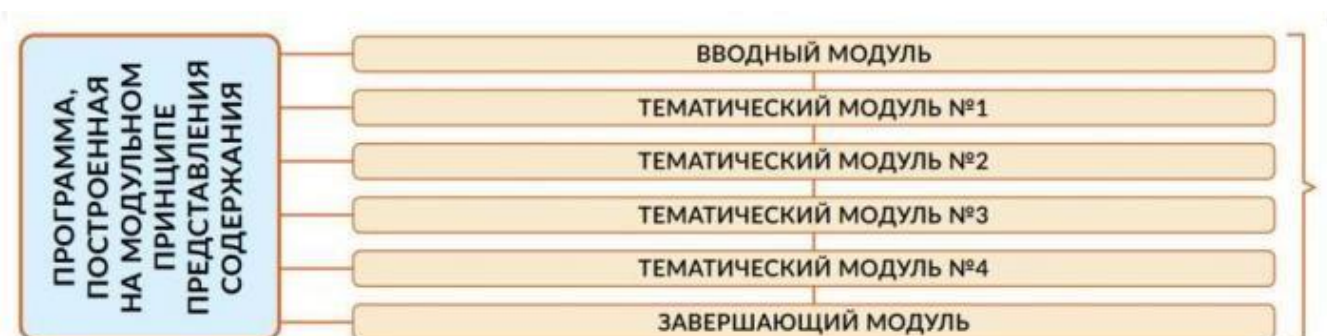 ПРОГРАММА,
ПОСТРОЕННАЯ
НА МОДУЛЬНОМ
ПРИНЦИПЕ
ПРЕДСТАВЛЕНИЯ
СОДЕРЖАНИЯ
ВВОДНЫЙ МОДУЛЬ
ТЕМАТИЧЕСКИЙ МОДУЛЬ №1
ТЕМАТИЧЕСКИЙ МОДУЛЬ №2
ТЕМАТИЧЕСКИЙ МОДУЛЬ №3
ТЕМАТИЧЕСКИЙ МОДУЛЬ №4
ЗАВЕРШАЮЩИЙ МОДУЛЬ